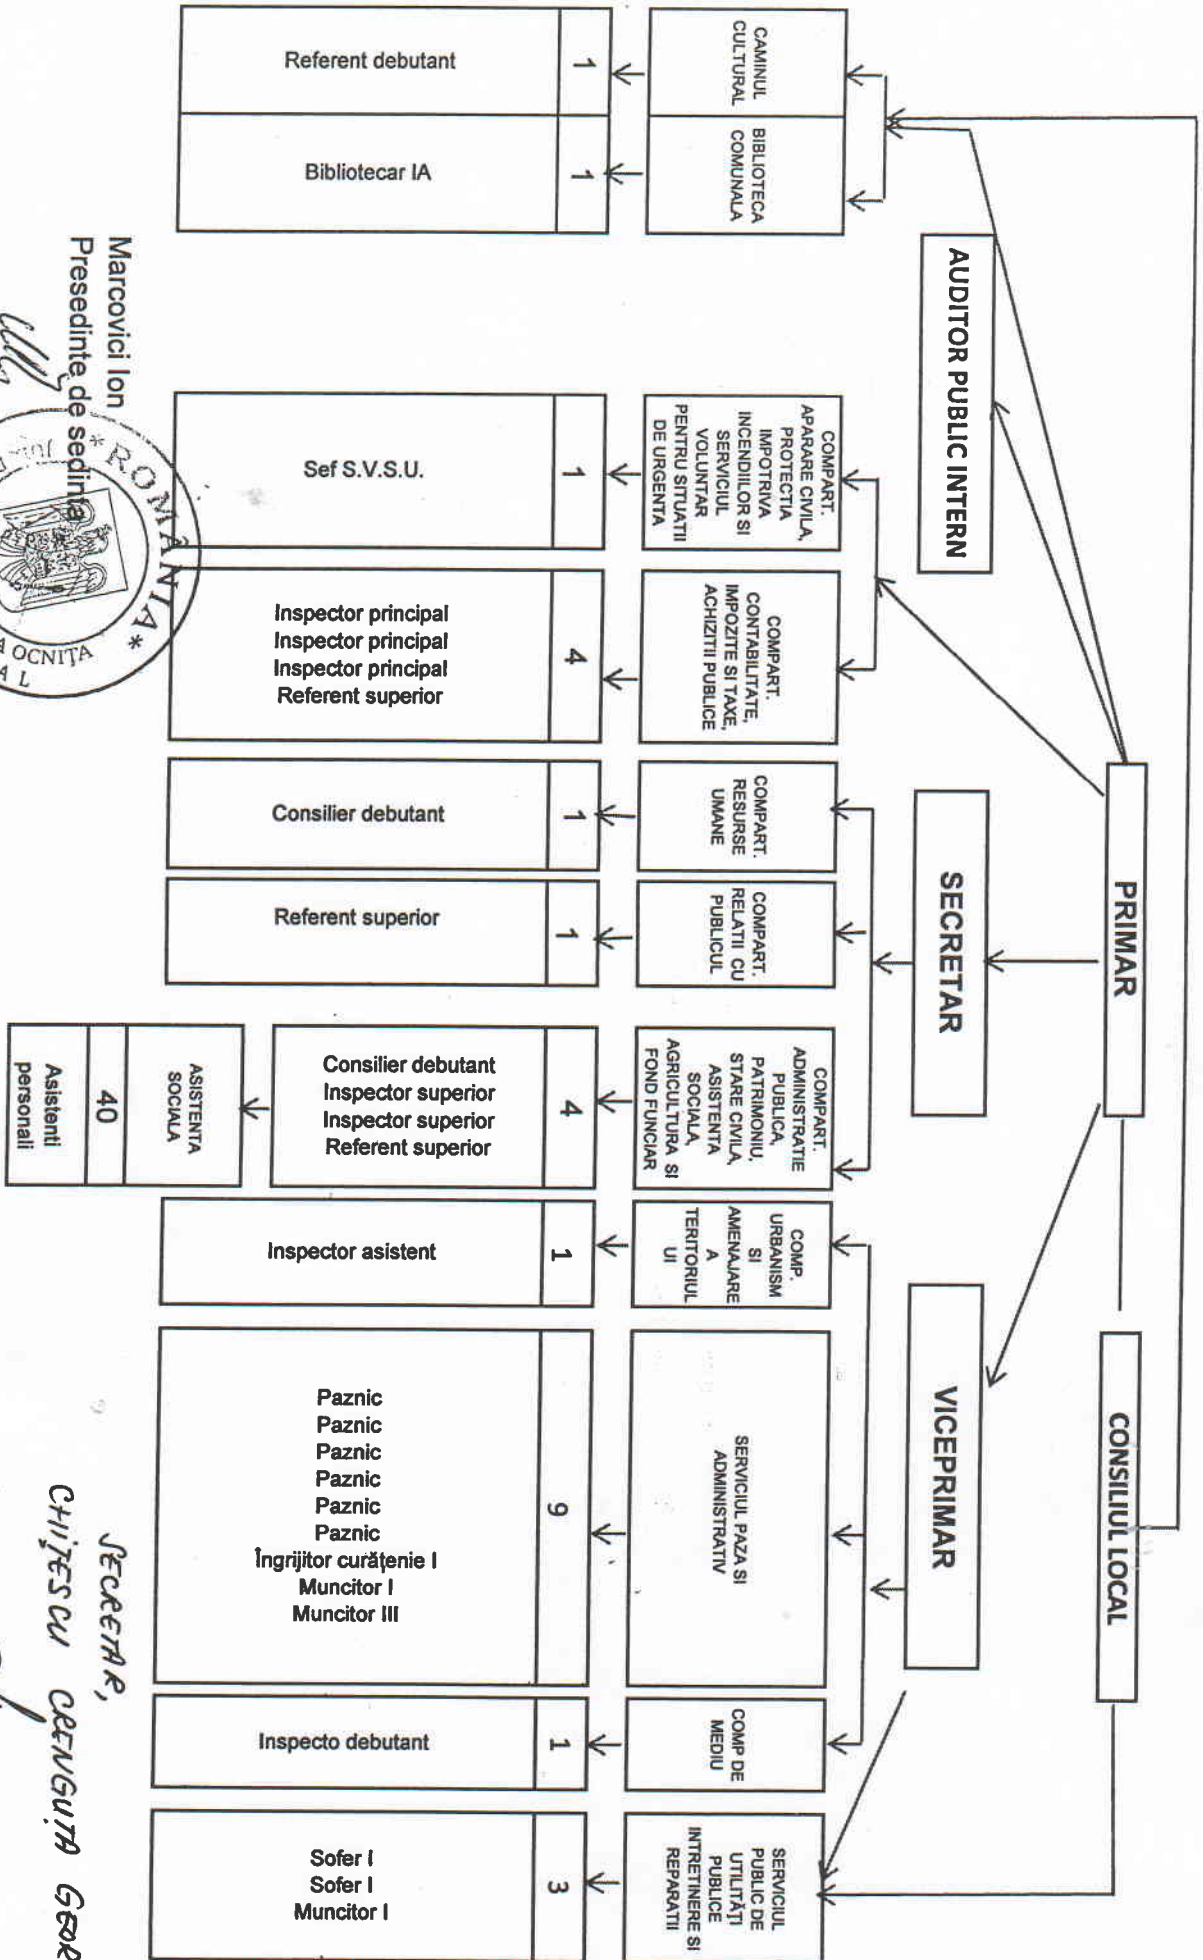 PRIMAR
CONSILIUL LOCAL
AUDITOR PUBLIC INTERN
SECRETAR
VICEPRIMAR
CAMINUL
CULTURAL
BIBLIOTECA
COMUNALA
COMPART.
APARARE CIVILA,
PROTECTIA
IMPOTRIVA
INCENDIILOR SI
SERVICIUL
VOLUNTAR
PENTRU SITUATII
DE URGENTA
COMPART.
CONTABILITATE,
IMPOZITE SI TAXE,
ACHIZITII PUBLICE
COMPART.
RESURSE
UMANE
COMPART.
RELATII CU
PUBLICUL
COMPART.
ADMINISTRATIE
PUBLICA,
PATRIMONIU,
STARE CIVILA,
ASISTENTA
SOCIALA,
AGRICULTURA SI
FOND FUNCIAR
COMP.
URBANISM
SI
AMENAJARE
A
TERITORIUL
UI
SERVICIUL PAZA SI
ADMINISTRATIV
COMP DE
MEDIU
SERVICIUL
PUBLIC DE
UTILITĂŢI
PUBLICE
INTRETINERE SI
REPARATII
1
1
1
4
1
1
4
1
9
1
3
Referent debutant
Bibliotecar IA
Sef S.V.S.U.
Inspector principal
Inspector principal
Inspector principal
Referent superior
Consilier debutant
Referent superior
Consilier debutant
Inspector superior
Inspector superior
Referent superior
Inspector asistent
Paznic
Paznic
Paznic
Paznic
Paznic
Paznic
Îngrijitor curăţenie I
Muncitor I
Muncitor III
Inspecto debutant
Sofer I
Sofer I
Muncitor I
ASISTENTA
SOCIALA
40
Asistenti
personali
Marcovici Ion
Presedinte de sedinta
* ROMÂNIA *
OCNIŢA
SECRETAR,
CHIŢESCU CRENGUŢA GEOR